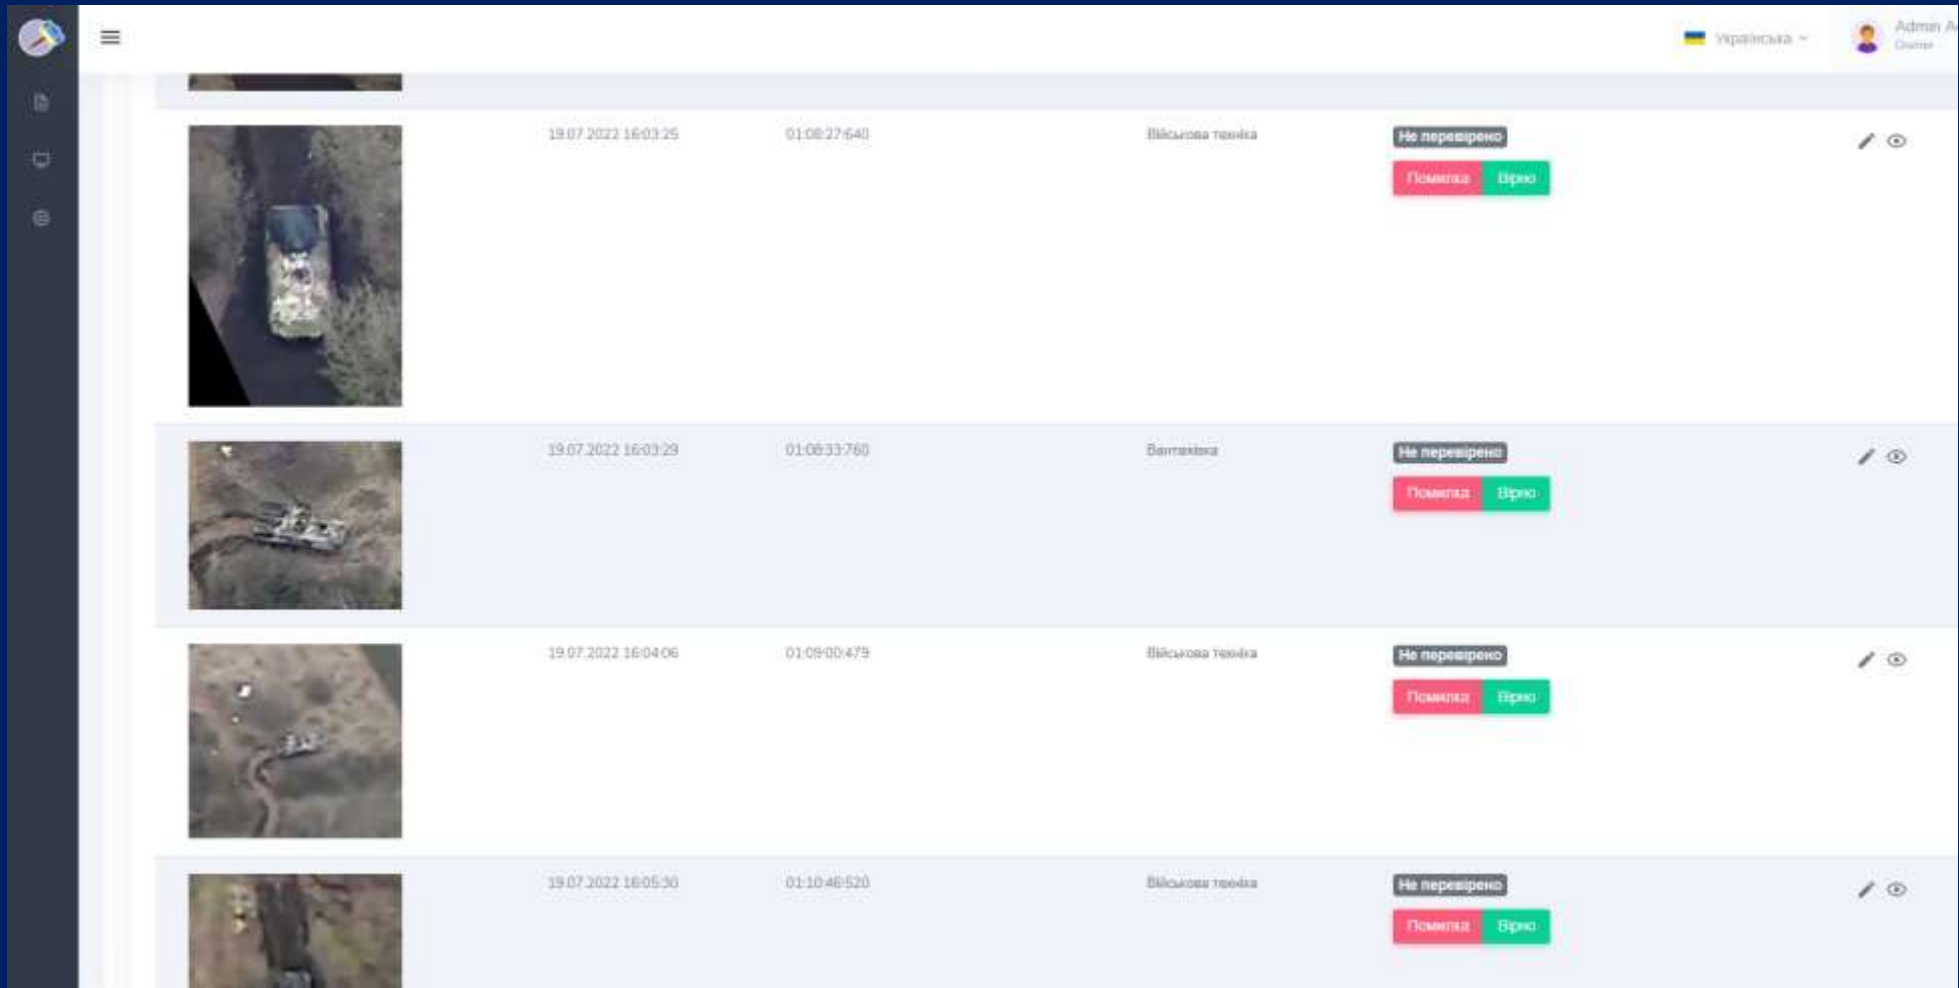 Українська
Admin A
Owner
19.07.2022 16:03:25 01:08:27:640 Військова техніка Не перевірено
Помилка Вірно
19.07.2022 16:03:29 01:08:33:760 Вантажівка Не перевірено
Помилка Вірно
19.07.2022 16:04:06 01:09:00:479 Військова техніка Не перевірено
Помилка Вірно
19.07.2022 16:05:30 01:10:46:520 Військова техніка Не перевірено
Помилка Вірно